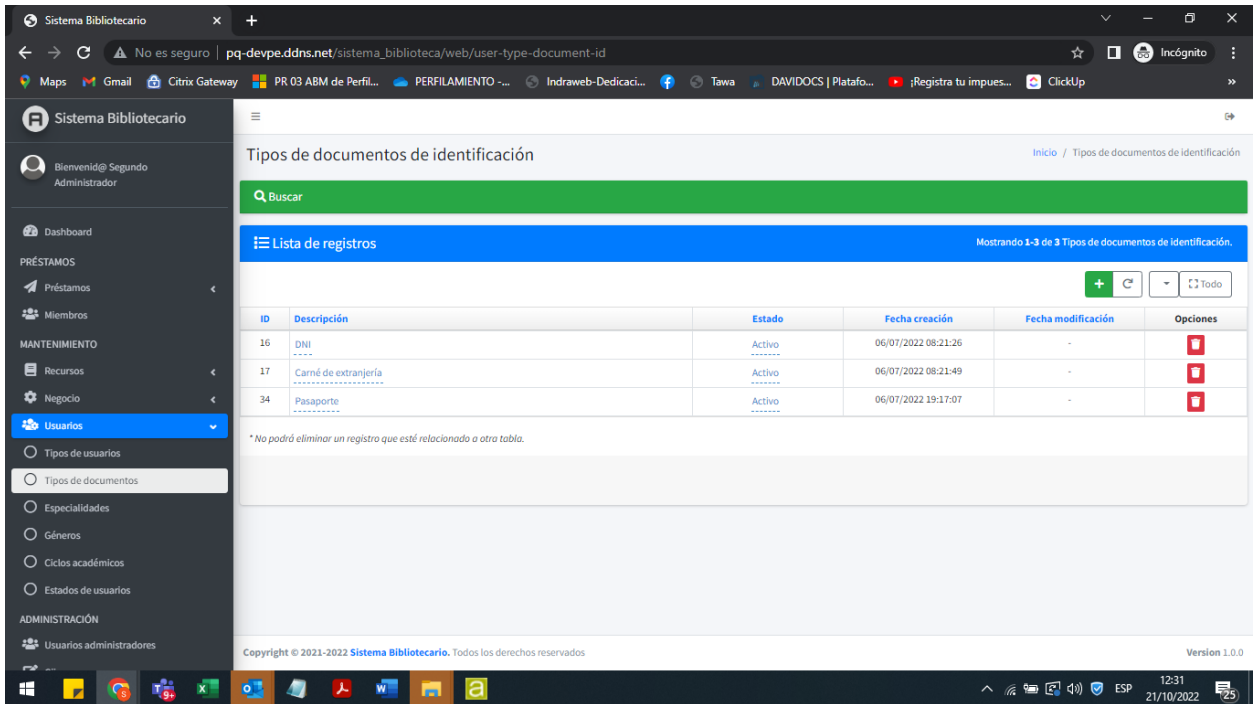 Sistema Bibliotecario
No es seguro | pq-devpe.ddns.net/sistema_biblioteca/web/user-type-document-id
Incógnito
Maps Gmail Citrix Gateway PR 03 ABM de Perfil... PERFILAMIENTO -... Indraweb-Dedicaci... Tawa DAVIDOCS | Platafo... ¡Registra tu impues... ClickUp »
Sistema Bibliotecario
Bienvenid@ Segundo
Administrador
Dashboard
PRÉSTAMOS
Préstamos
Miembros
MANTENIMIENTO
Recursos
Negocio
Usuarios
Tipos de usuarios
Tipos de documentos
Especialidades
Géneros
Ciclos académicos
Estados de usuarios
ADMINISTRACIÓN
Usuarios administradores
Tipos de documentos de identificación
Inicio / Tipos de documentos de identificación
Buscar
Lista de registros
Mostrando 1-3 de 3 Tipos de documentos de identificación.
Todo
ID Descripción Estado Fecha creación Fecha modificación Opciones
16 DNI Activo 06/07/2022 08:21:26 -
17 Carné de extranjería Activo 06/07/2022 08:21:49 -
34 Pasaporte Activo 06/07/2022 19:17:07 -
* No podrá eliminar un registro que esté relacionado a otra tabla.
Copyright © 2021-2022 Sistema Bibliotecario. Todos los derechos reservados
Version 1.0.0
9+
ESP
12:31
21/10/2022
25